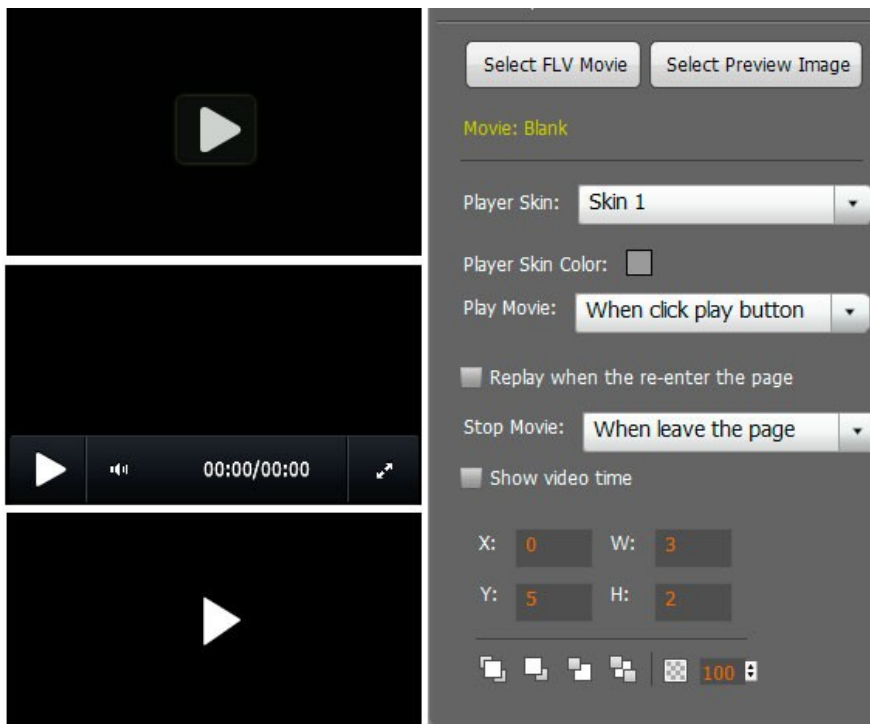 00:00/00:00
Select FLV Movie
Select Preview Image
Movie: Blank
Player Skin: Skin 1
Player Skin Color:
Play Movie: When click play button
Replay when the re-enter the page
Stop Movie: When leave the page
Show video time
X: 0 W: 3
Y: 5 H: 2
100